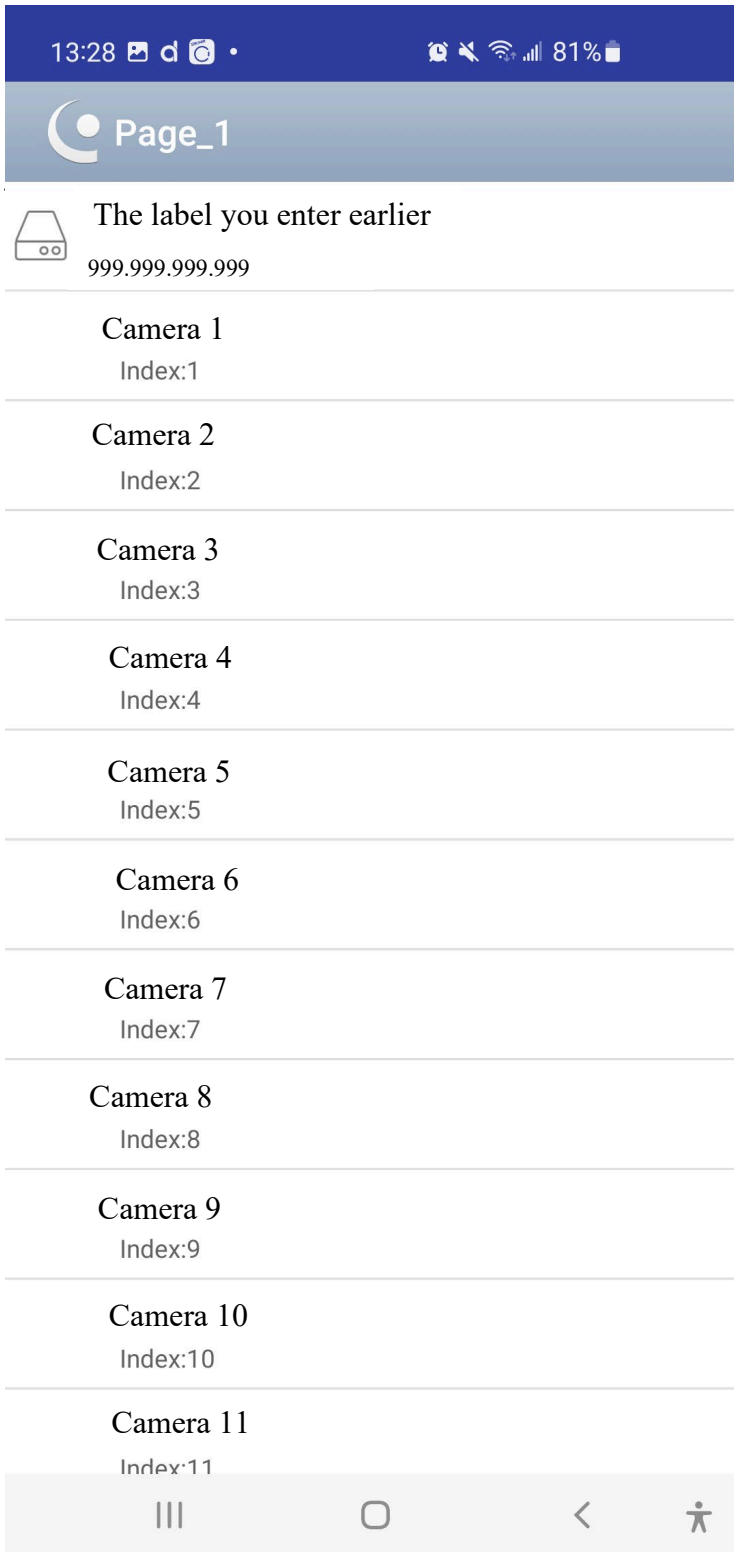 13:28 81%
Page_1
The label you enter earlier
999.999.999.999
Camera 1
Index:1
Camera 2
Index:2
Camera 3
Index:3
Camera 4
Index:4
Camera 5
Index:5
Camera 6
Index:6
Camera 7
Index:7
Camera 8
Index:8
Camera 9
Index:9
Camera 10
Index:10
Camera 11
Index:11